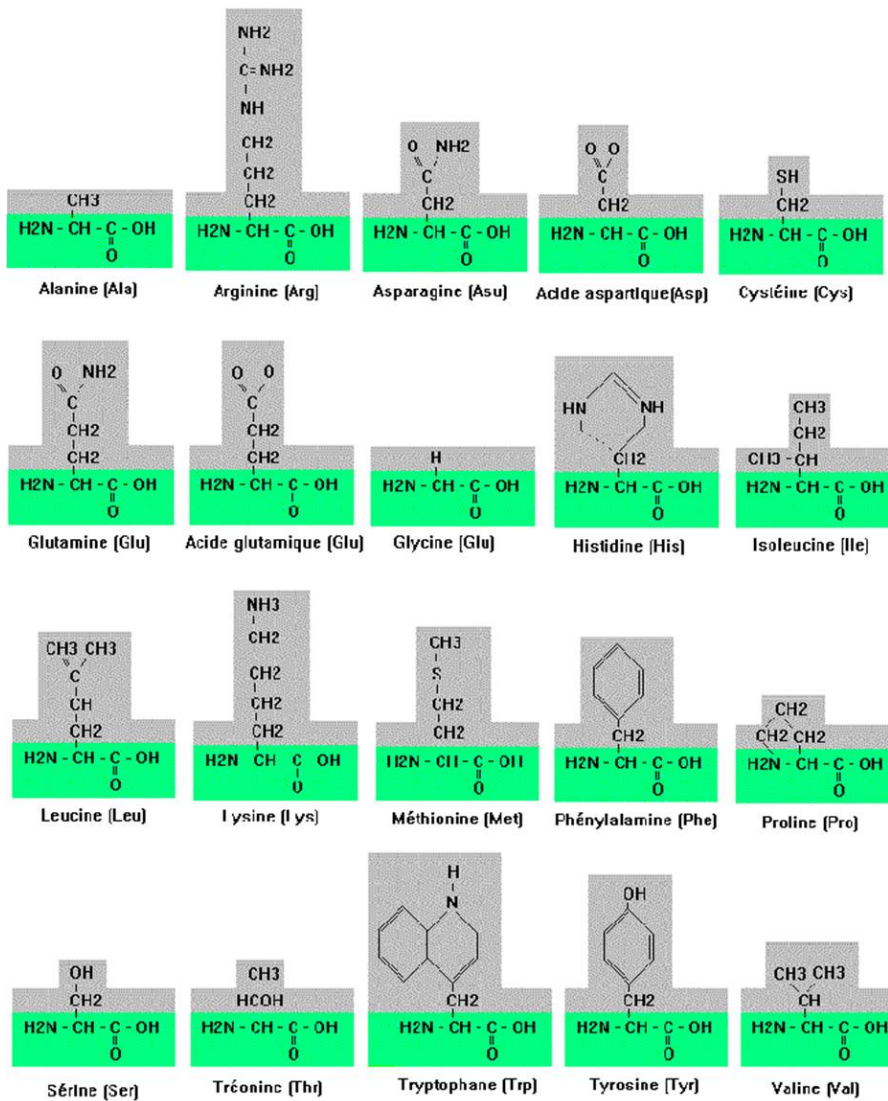 NH2
C=NH2
NH
CH2
CH2
CH2
O NH2
C
CH2
O O
C
CH2
SH
CH2
CH3
H2N-CH-C-OH
O
H2N-CH-C-OH
O
H2N-CH-C-OH
O
H2N-CH-C-OH
O
H2N-CH-C-OH
O
Alanine (Ala)
Arginine (Arg)
Asparagine (Asu)
Acide aspartique(Asp)
Cystéine (Cys)
O NH2
C
CH2
CH2
O O
C
CH2
CH2
H
HN NH
CH2
CH3
CH2
CH3-CH
H2N-CH-C-OH
O
H2N-CH-C-OH
O
H2N-CH-C-OH
O
H2N-CH-C-OH
O
H2N-CH-C-OH
O
Glutamine (Glu)
Acide glutamique (Glu)
Glycine (Glu)
Histidine (His)
Isoleucine (Ile)
CH3 CH3
C
CH
CH2
NH3
CH2
CH2
CH2
CH2
CH3
S
CH2
CH2
CH2
CH2
CH2 CH2
H2N-CH-C-OH
O
H2N CH C OH
O
H2N-CH-C-OH
O
H2N-CH-C-OH
O
H2N-CH-C-OH
O
Leucine (Leu)
Lysine (Lys)
Méthionine (Met)
Phénylalamine (Phe)
Proline (Pro)
OH
CH2
CH3
HCOH
H
N
CH2
OH
CH2
CH3 CH3
CH
H2N-CH-C-OH
O
H2N-CH-C-OH
O
H2N-CH-C-OH
O
H2N-CH-C-OH
O
H2N-CH-C-OH
O
Sérine (Ser)
Tréonine (Thr)
Tryptophane (Trp)
Tyrosine (Tyr)
Valine (Val)